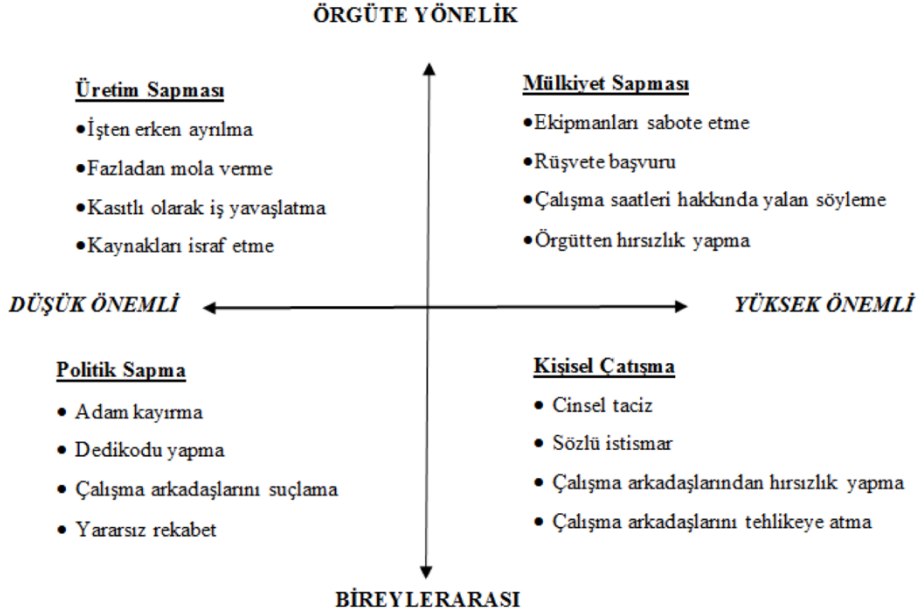 ÖRGÜTE YÖNELİK
Üretim Sapması
•İşten erken ayrılma
•Fazladan mola verme
•Kasıtlı olarak iş yavaşlatma
•Kaynakları israf etme
Mülkiyet Sapması
•Ekipmanları sabote etme
•Rüşvete başvuru
•Çalışma saatleri hakkında yalan söyleme
•Örgütten hırsızlık yapma
DÜŞÜK ÖNEMLİ
YÜKSEK ÖNEMLİ
Politik Sapma
• Adam kayırma
• Dedikodu yapma
• Çalışma arkadaşlarını suçlama
• Yararsız rekabet
Kişisel Çatışma
• Cinsel taciz
• Sözlü istismar
• Çalışma arkadaşlarından hırsızlık yapma
• Çalışma arkadaşlarını tehlikeye atma
BİREYLERARASI